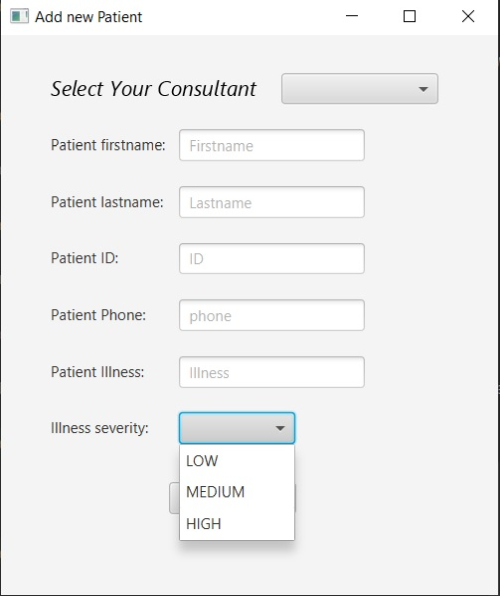 Add new Patient
Select Your Consultant
Patient firstname: Firstname
Patient lastname: Lastname
Patient ID: ID
Patient Phone: phone
Patient Illness: Illness
Illness severity:
LOW
MEDIUM
HIGH